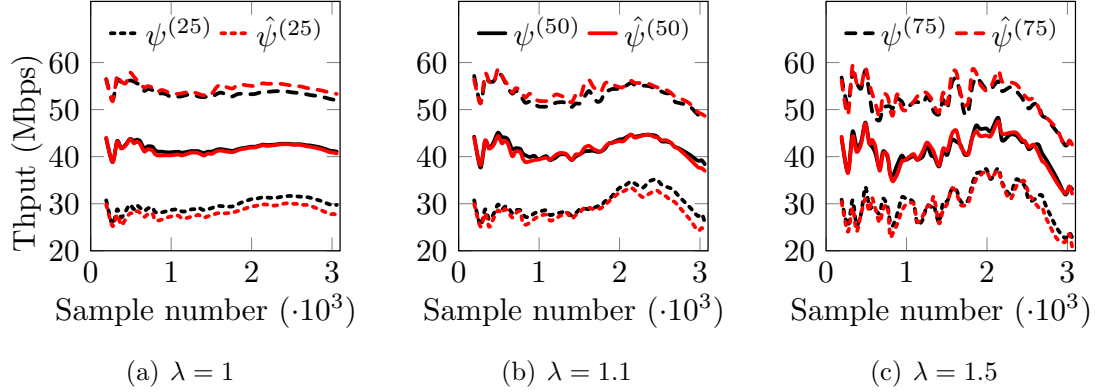 ψ^(25) ψ̂^(25) ψ^(50) ψ̂^(50) ψ^(75) ψ̂^(75)
Thput (Mbps)
60 60 60
50 50 50
40 40 40
30 30 30
20 20 20
0 1 2 3 0 1 2 3 0 1 2 3
Sample number (·10^3) Sample number (·10^3) Sample number (·10^3)
(a) λ = 1 (b) λ = 1.1 (c) λ = 1.5